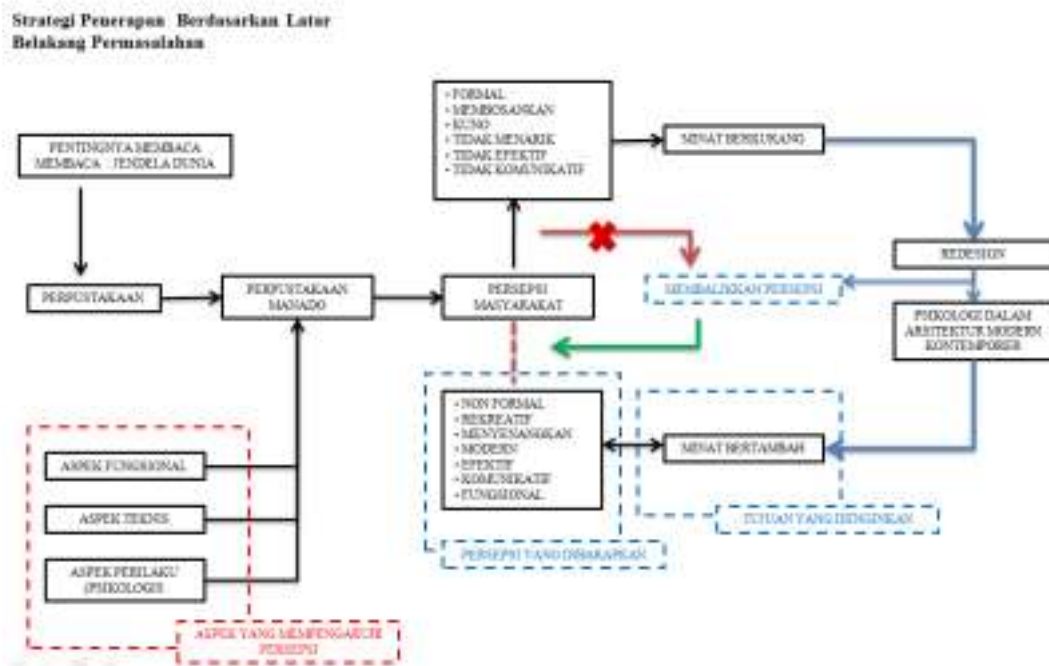 Strategi Penerapan Berdasarkan Latar
Belakang Permasalahan
• FORMAL
• MEMBOSANKAN
• KUNO
• TIDAK MENARIK
• TIDAK EFEKTIF
• TIDAK KOMUNIKATIF
MINAT BERKURANG
PENTINGNYA MEMBACA
MEMBACA JENDELA DUNIA
REDESIGN
PERPUSTAKAAN
PERPUSTAKAAN
MANADO
PERSEPSI
MASYARAKAT
MEMBALIKKAN PERSEPSI
PSIKOLOGI DALAM
ARSITEKTUR MODERN
KONTEMPORER
• NON FORMAL
• REKREATIF
• MENYENANGKAN
• MODERN
• EFEKTIF
• KOMUNIKATIF
• FUNGSIONAL
MINAT BERTAMBAH
ASPEK FUNGSIONAL
ASPEK TEKNIS
TUJUAN YANG DIINGINKAN
PERSEPSI YANG DIHARAPKAN
ASPEK PERILAKU
(PSIKOLOGI)
ASPEK YANG MEMPENGARUHI
PERSEPSI